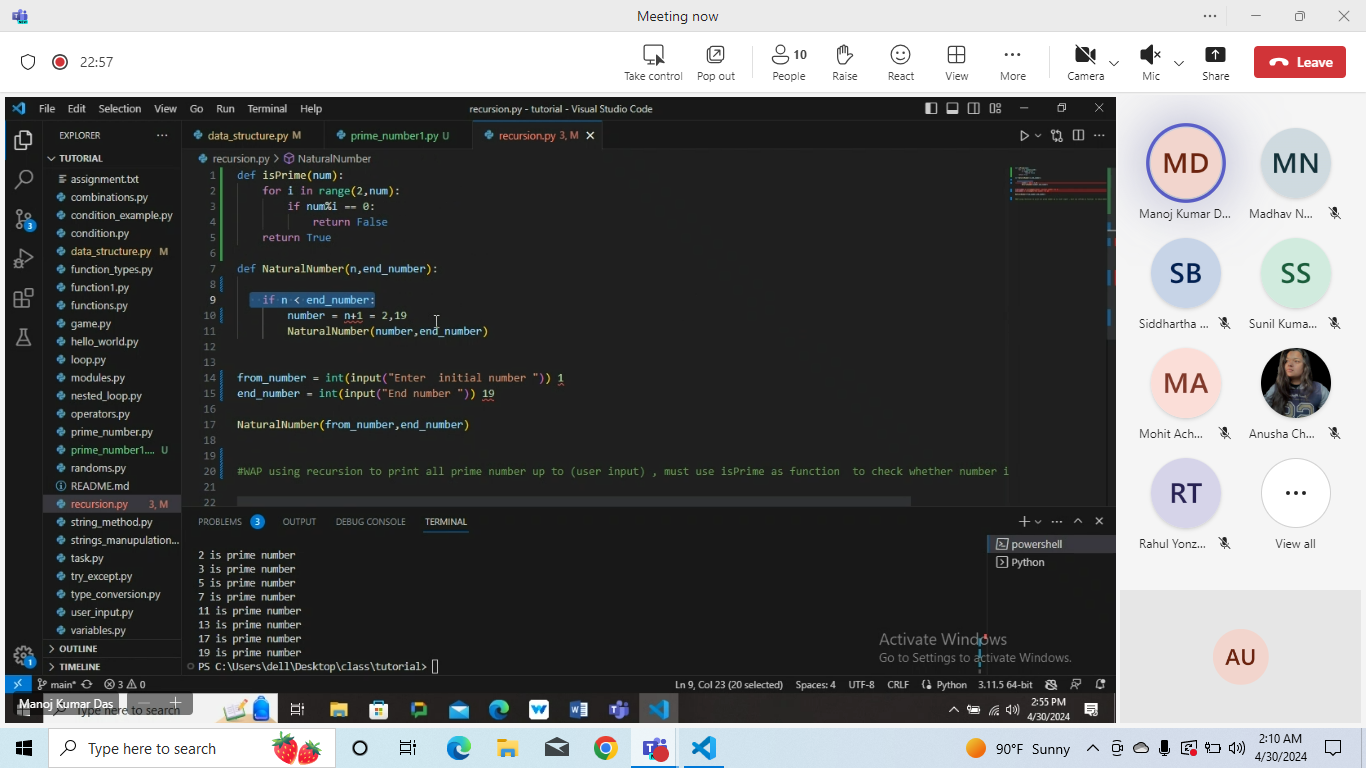 Meeting now
22:57
Take control
Pop out
10
People
Raise
React
View
More
Camera
Mic
Share
Leave
File Edit Selection View Go Run Terminal Help
recursion.py - tutorial - Visual Studio Code
EXPLORER
data_structure.py M
prime_number1.py U
recursion.py 3, M
TUTORIAL
assignment.txt
combinations.py
condition_example.py
condition.py
data_structure.py M
function_types.py
function1.py
functions.py
game.py
hello_world.py
loop.py
modules.py
nested_loop.py
operators.py
prime_number.py
prime_number1.... U
randoms.py
README.md
recursion.py 3, M
string_method.py
strings_manupulation...
task.py
try_except.py
type_conversion.py
user_input.py
variables.py
OUTLINE
TIMELINE
3
1
recursion.py > NaturalNumber
1 def isPrime(num):
2 for i in range(2,num):
3 if num%i == 0:
4 return False
5 return True
6
7 def NaturalNumber(n,end_number):
8
9 if n < end_number:
10 number = n+1 = 2,19
11 NaturalNumber(number,end_number)
12
13
14 from_number = int(input("Enter  initial number ")) 1
15 end_number = int(input("End number ")) 19
16
17 NaturalNumber(from_number,end_number)
18
19
20 #WAP using recursion to print all prime number up to (user input) , must use isPrime as function  to check whether number i
21
22
PROBLEMS 3 OUTPUT DEBUG CONSOLE TERMINAL
2 is prime number
3 is prime number
5 is prime number
7 is prime number
11 is prime number
13 is prime number
17 is prime number
19 is prime number
PS C:\Users\dell\Desktop\class\tutorial>
powershell
Python
Activate Windows
Go to Settings to activate Windows.
main* 3 0
Ln 9, Col 23 (20 selected) Spaces: 4 UTF-8 CRLF Python 3.11.5 64-bit
Manoj Kumar Das
Type here to search
2:55 PM
4/30/2024
MD
Manoj Kumar D...
MN
Madhav N...
SB
Siddhartha ...
SS
Sunil Kuma...
MA
Mohit Ach...
Anusha Ch...
RT
Rahul Yonz...
View all
AU
Type here to search
90°F Sunny
2:10 AM
4/30/2024